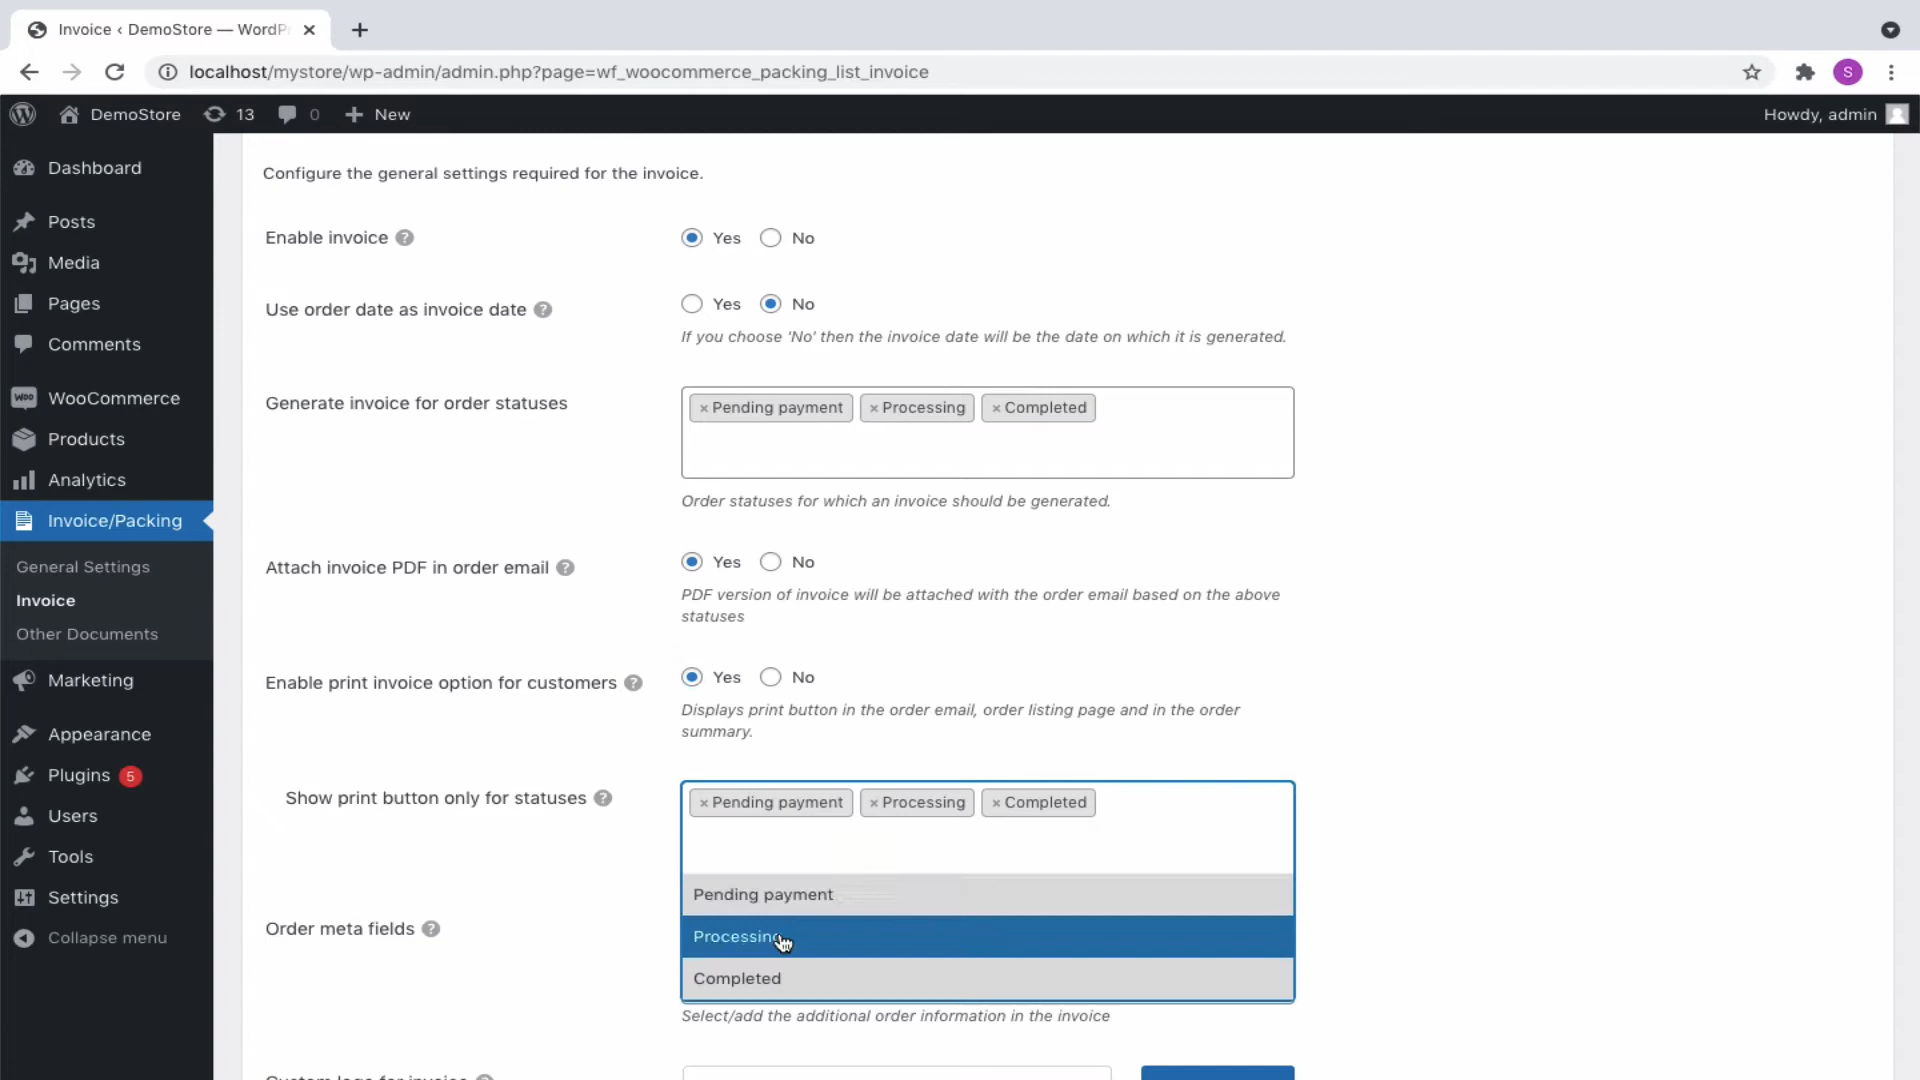 Invoice ‹ DemoStore — WordPr
localhost/mystore/wp-admin/admin.php?page=wf_woocommerce_packing_list_invoice
S
DemoStore 13 0 New
Howdy, admin
Dashboard
Posts
Media
Pages
Comments
WooCommerce
Products
Analytics
Invoice/Packing
General Settings
Invoice
Other Documents
Marketing
Appearance
Plugins 5
Users
Tools
Settings
Collapse menu
Configure the general settings required for the invoice.
Enable invoice ? Yes No
Use order date as invoice date ? Yes No
If you choose 'No' then the invoice date will be the date on which it is generated.
Generate invoice for order statuses
× Pending payment × Processing × Completed
Order statuses for which an invoice should be generated.
Attach invoice PDF in order email ? Yes No
PDF version of invoice will be attached with the order email based on the above
statuses
Enable print invoice option for customers ? Yes No
Displays print button in the order email, order listing page and in the order
summary.
Show print button only for statuses ?
× Pending payment × Processing × Completed
Pending payment
Processing
Completed
Order meta fields ?
Select/add the additional order information in the invoice